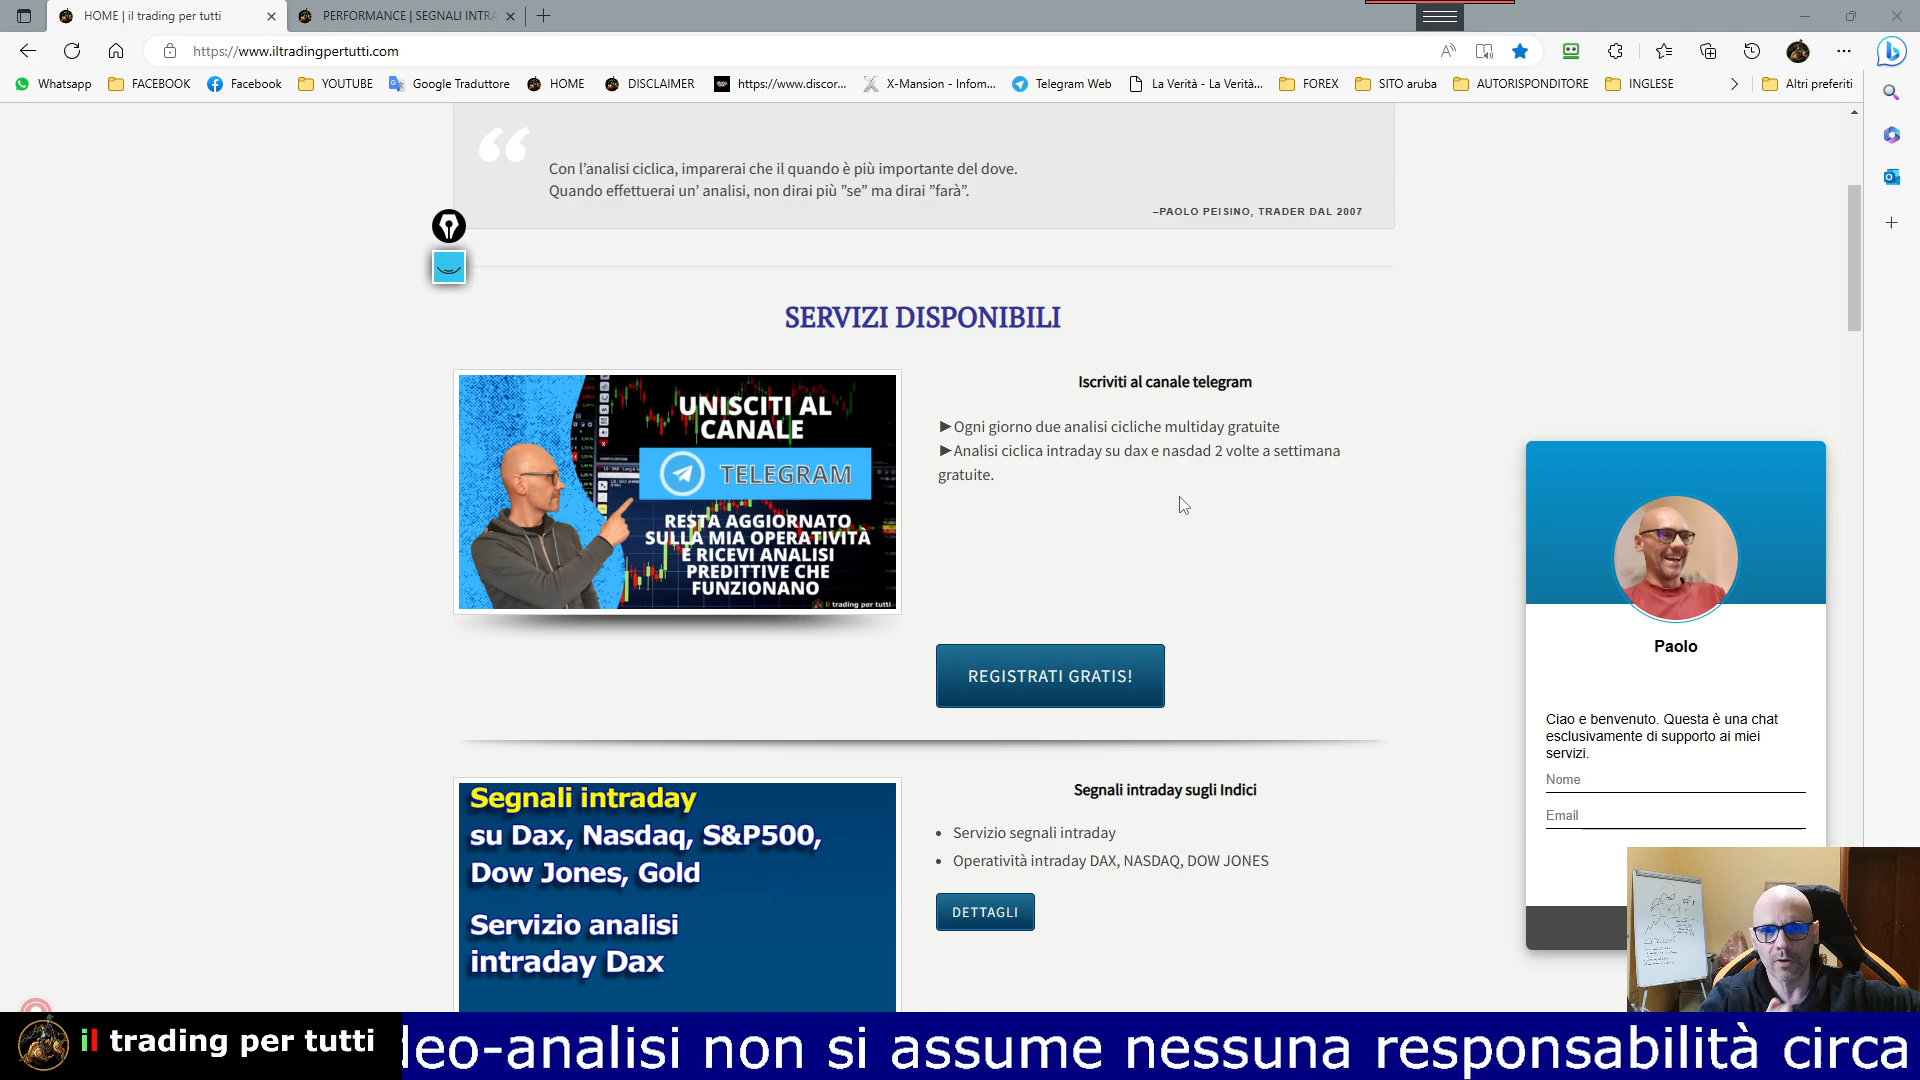 HOME | il trading per tutti
PERFORMANCE | SEGNALI INTRA
https://www.iltradingpertutti.com
Whatsapp
FACEBOOK
Facebook
YOUTUBE
Google Traduttore
HOME
DISCLAIMER
https://www.discor...
X-Mansion - Infom...
Telegram Web
La Verità - La Verità...
FOREX
SITO aruba
AUTORISPONDITORE
INGLESE
Altri preferiti
Con l’analisi ciclica, imparerai che il quando è più importante del dove.
Quando effettuerai un’ analisi, non dirai più ”se” ma dirai ”farà”.
–PAOLO PEISINO, TRADER DAL 2007
SERVIZI DISPONIBILI
UNISCITI AL
CANALE
TELEGRAM
RESTA AGGIORNATO
SULLA MIA OPERATIVITÀ
E RICEVI ANALISI
PREDITTIVE CHE
FUNZIONANO
il trading per tutti
Iscriviti al canale telegram
►Ogni giorno due analisi cicliche multiday gratuite
►Analisi ciclica intraday su dax e nasdad 2 volte a settimana
gratuite.
REGISTRATI GRATIS!
Segnali intraday
su Dax, Nasdaq, S&P500,
Dow Jones, Gold
Servizio analisi
intraday Dax
Segnali intraday sugli Indici
• Servizio segnali intraday
• Operatività intraday DAX, NASDAQ, DOW JONES
DETTAGLI
Paolo
Ciao e benvenuto. Questa è una chat
esclusivamente di supporto ai miei
servizi.
Nome
Email
il trading per tutti
deo-analisi non si assume nessuna responsabilità circa